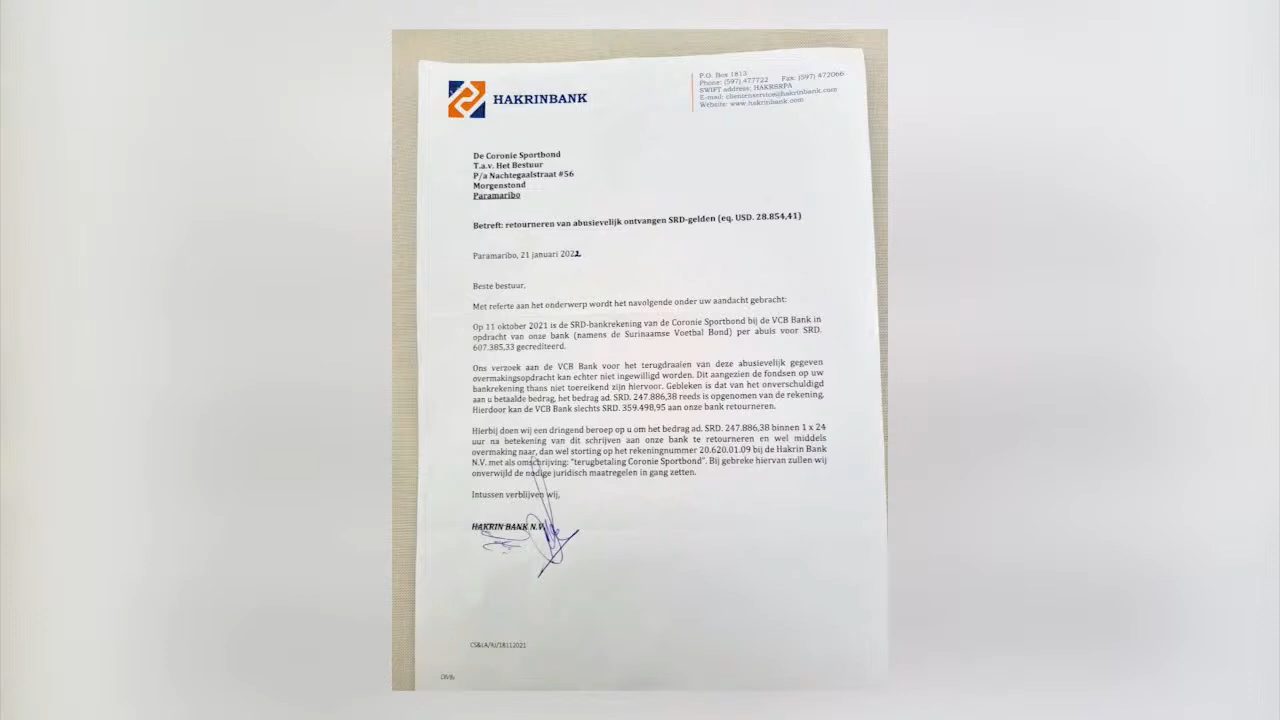 HAKRINBANK
P.O. Box 1813
Phone: (597) 477722 Fax: (597) 472066
SWIFT address: HAKRSRPA
E-mail: clientenservice@hakrinbank.com
Website: www.hakrinbank.com
De Coronie Sportbond
T.a.v. Het Bestuur
P/a Nachtegaalstraat #56
Morgenstond
Paramaribo
Betreft: retourneren van abusievelijk ontvangen SRD-gelden (eq. USD. 28.854,41)
Paramaribo, 21 januari 2022
Beste bestuur,
Met referte aan het onderwerp wordt het navolgende onder uw aandacht gebracht:
Op 11 oktober 2021 is de SRD-bankrekening van de Coronie Sportbond bij de VCB Bank in
opdracht van onze bank (namens de Surinaamse Voetbal Bond) per abuis voor SRD.
607.385,33 gecrediteerd.
Ons verzoek aan de VCB Bank voor het terugdraaien van deze abusievelijk gegeven
overmakingsopdracht kan echter niet ingewilligd worden. Dit aangezien de fondsen op uw
bankrekening thans niet toereikend zijn hiervoor. Gebleken is dat van het onverschuldigd
aan u betaalde bedrag, het bedrag ad. SRD. 247.886,38 reeds is opgenomen van de rekening.
Hierdoor kan de VCB Bank slechts SRD. 359.498,95 aan onze bank retourneren.
Hierbij doen wij een dringend beroep op u om het bedrag ad. SRD. 247.886,38 binnen 1 x 24
uur na betekening van dit schrijven aan onze bank te retourneren en wel middels
overmaking naar, dan wel storting op het rekeningnummer 20.620.01.09 bij de Hakrin Bank
N.V. met als omschrijving: "terugbetaling Coronie Sportbond". Bij gebreke hiervan zullen wij
onverwijld de nodige juridisch maatregelen in gang zetten.
Intussen verblijven wij,
HAKRIN BANK N.V.